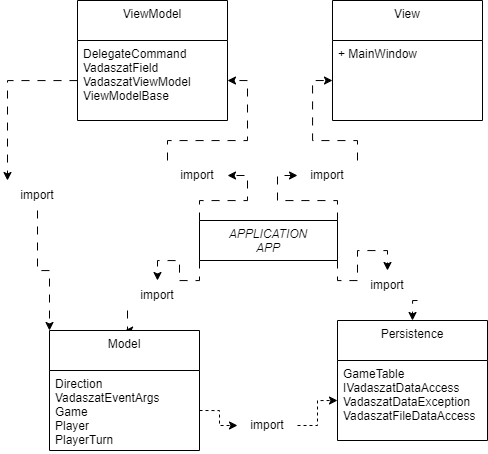 ViewModel
DelegateCommand
VadaszatField
VadaszatViewModel
ViewModelBase
View
+ MainWindow
import
import
import
APPLICATION
APP
import
import
Model
Direction
VadaszatEventArgs
Game
Player
PlayerTurn
import
Persistence
GameTable
IVadaszatDataAccess
VadaszatDataException
VadaszatFileDataAccess